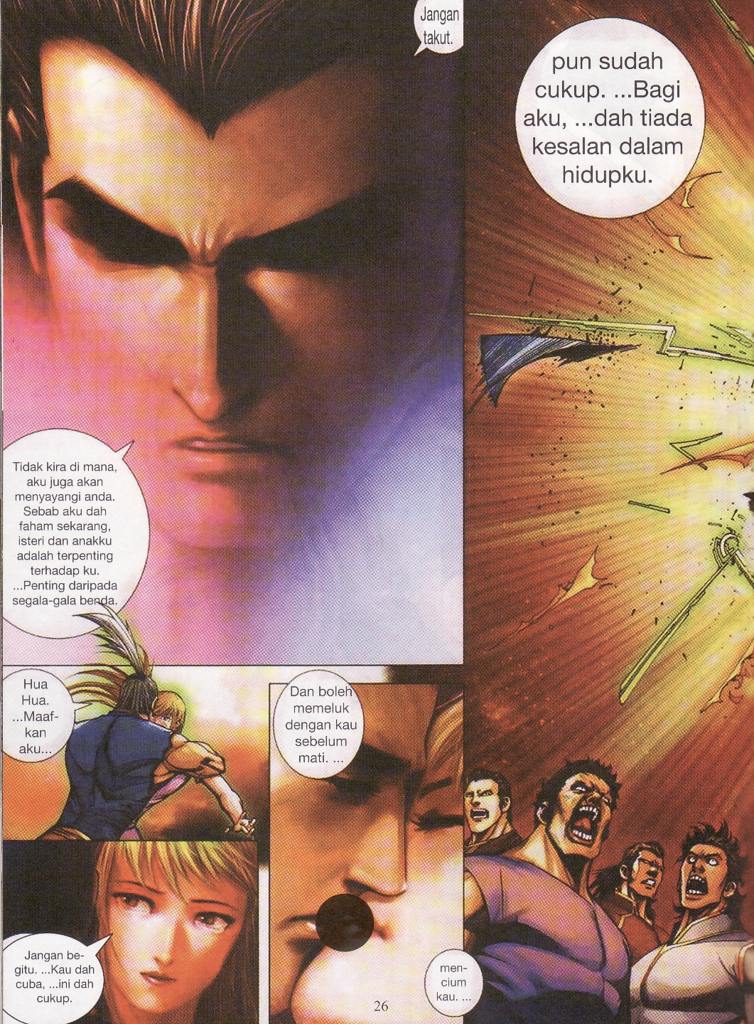 Jangan
takut.
Tidak kira di mana,
aku juga akan
menyayangi anda.
Sebab aku dah
faham sekarang,
isteri dan anakku
adalah terpenting
terhadap ku.
...Penting daripada
segala-gala benda.
Hua
Hua.
...Maaf-
kan
aku...
Jangan be-
gitu. ...Kau dah
cuba, ...ini dah
cukup.
Dan boleh
memeluk
dengan kau
sebelum
mati. ...
men-
cium
kau. ...
pun sudah
cukup. ...Bagi
aku, ...dah tiada
kesalan dalam
hidupku.
26